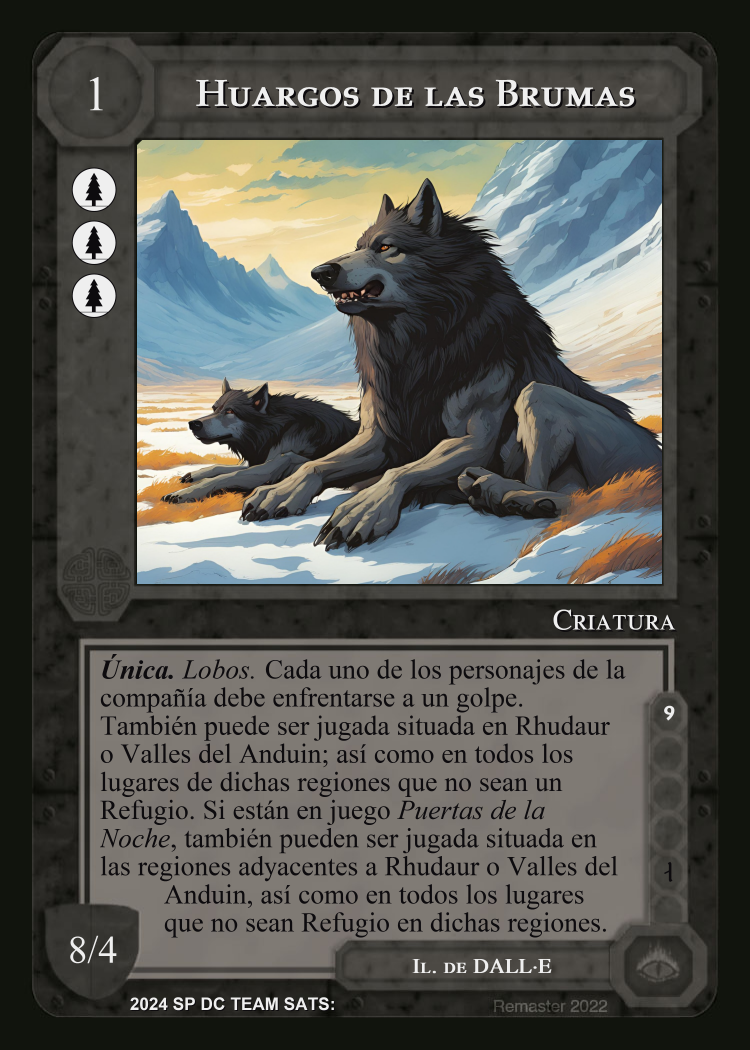 1
Huargos de las Brumas
Criatura
Única. Lobos. Cada uno de los personajes de la
compañía debe enfrentarse a un golpe.
También puede ser jugada situada en Rhudaur
o Valles del Anduin; así como en todos los
lugares de dichas regiones que no sean un
Refugio. Si están en juego Puertas de la
Noche, también pueden ser jugada situada en
las regiones adyacentes a Rhudaur o Valles del
Anduin, así como en todos los lugares
que no sean Refugio en dichas regiones.
9
8/4
Il. de DALL·E
2024 SP DC TEAM SATS:
Remaster 2022